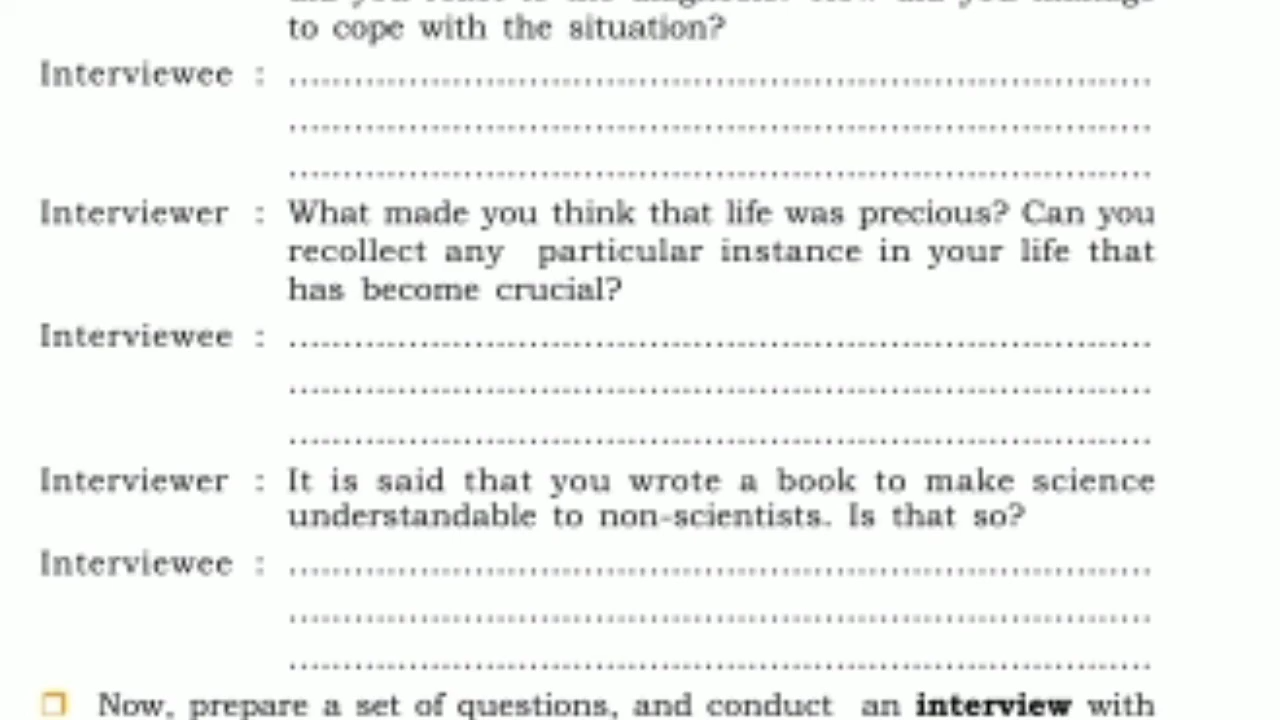 to cope with the situation?
Interviewee : ................................................................................
................................................................................
................................................................................
Interviewer : What made you think that life was precious? Can you
recollect any particular instance in your life that
has become crucial?
Interviewee : ................................................................................
................................................................................
................................................................................
Interviewer : It is said that you wrote a book to make science
understandable to non-scientists. Is that so?
Interviewee : ................................................................................
................................................................................
................................................................................
❒ Now, prepare a set of questions, and conduct an interview with